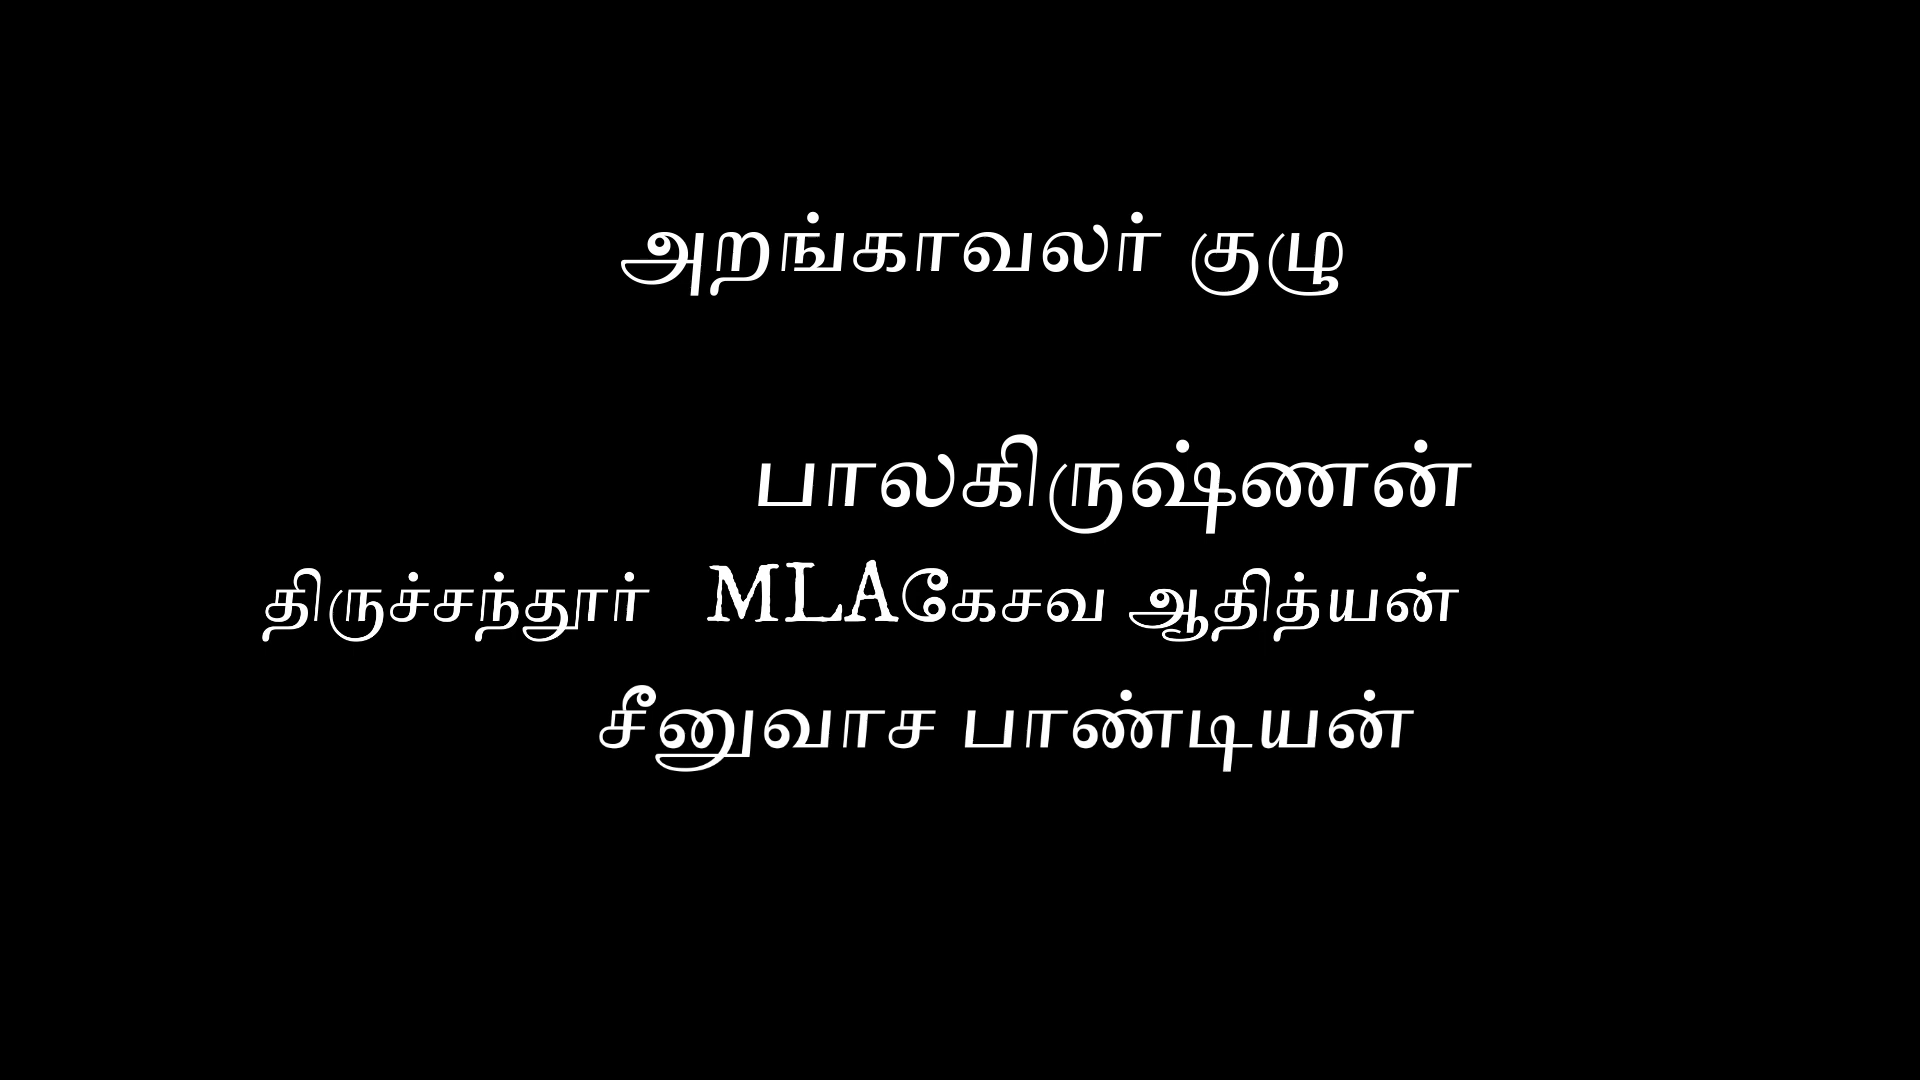 அறங்காவலர் குழு
பாலகிருஷ்ணன்
திருச்சந்தூர் MLAகேசவ ஆதித்யன்
சீனுவாச பாண்டியன்